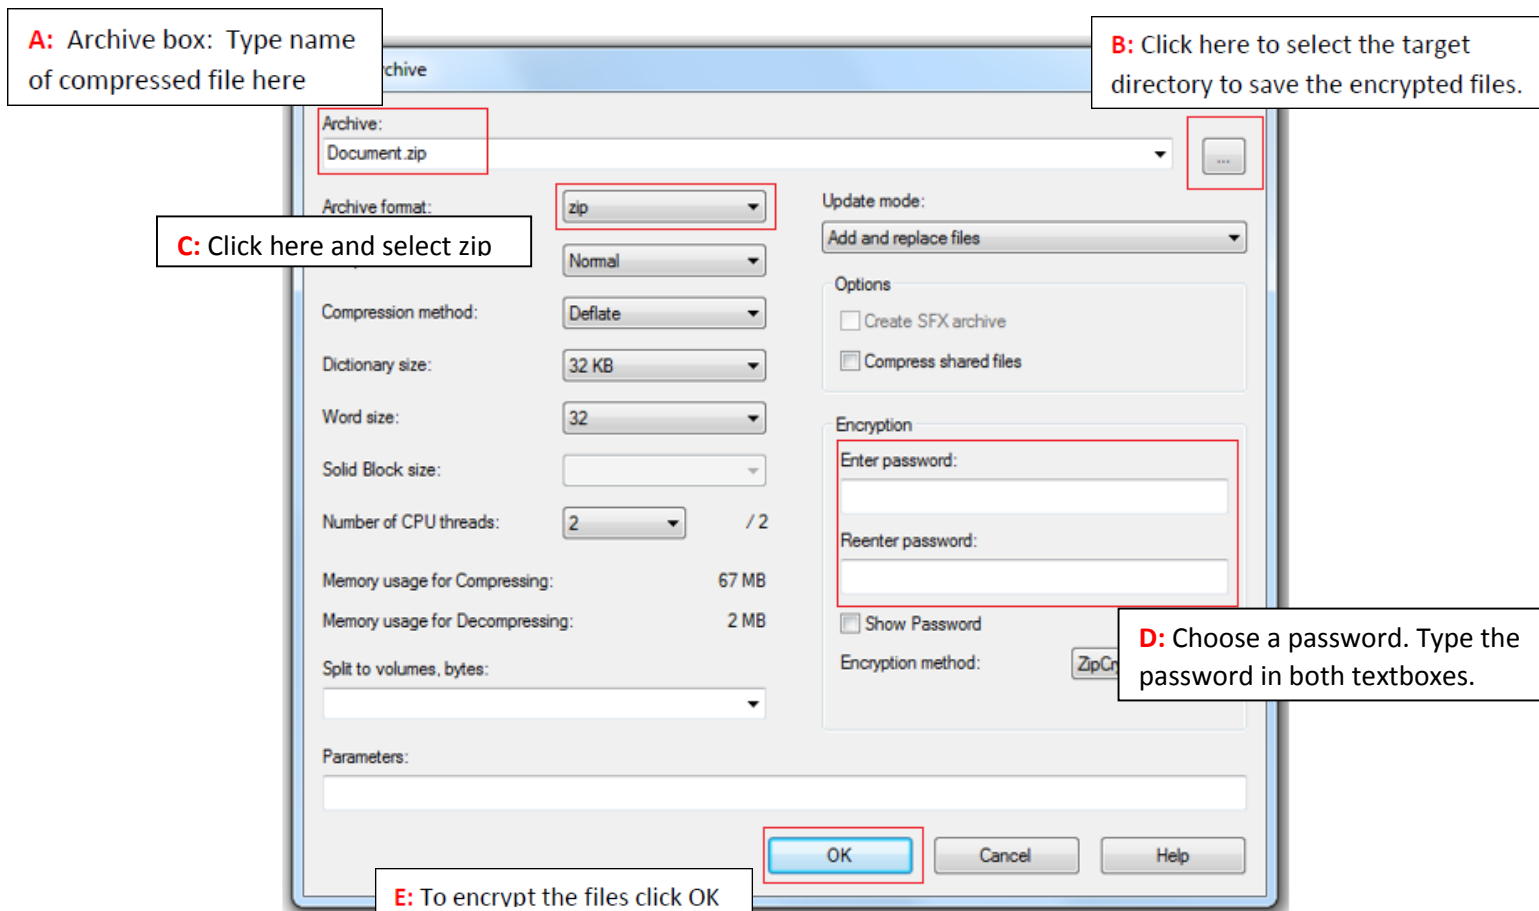 A: Archive box: Type name
of compressed file here
B: Click here to select the target
directory to save the encrypted files.
Archive:
Document.zip
...
Archive format:
zip
C: Click here and select zip
Normal
Compression method:
Deflate
Dictionary size:
32 KB
Word size:
32
Solid Block size:
Number of CPU threads:
2
/ 2
Memory usage for Compressing:
67 MB
Memory usage for Decompressing:
2 MB
Split to volumes, bytes:
Update mode:
Add and replace files
Options
Create SFX archive
Compress shared files
Encryption
Enter password:
Reenter password:
Show Password
Encryption method:
D: Choose a password. Type the
password in both textboxes.
Parameters:
OK
Cancel
Help
E: To encrypt the files click OK